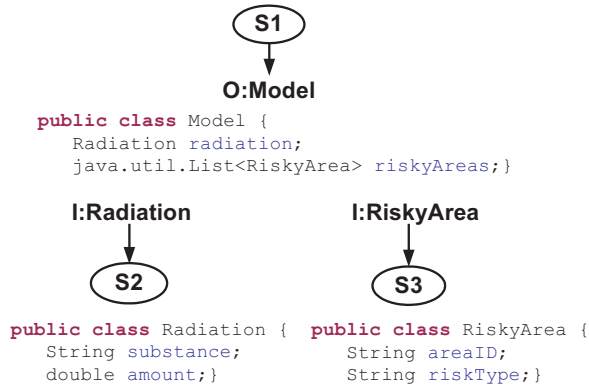 S1
O:Model
public class Model {
Radiation radiation;
java.util.List<RiskyArea> riskyAreas;}
I:Radiation
I:RiskyArea
S2
S3
public class Radiation {
String substance;
double amount;}
public class RiskyArea {
String areaID;
String riskType;}